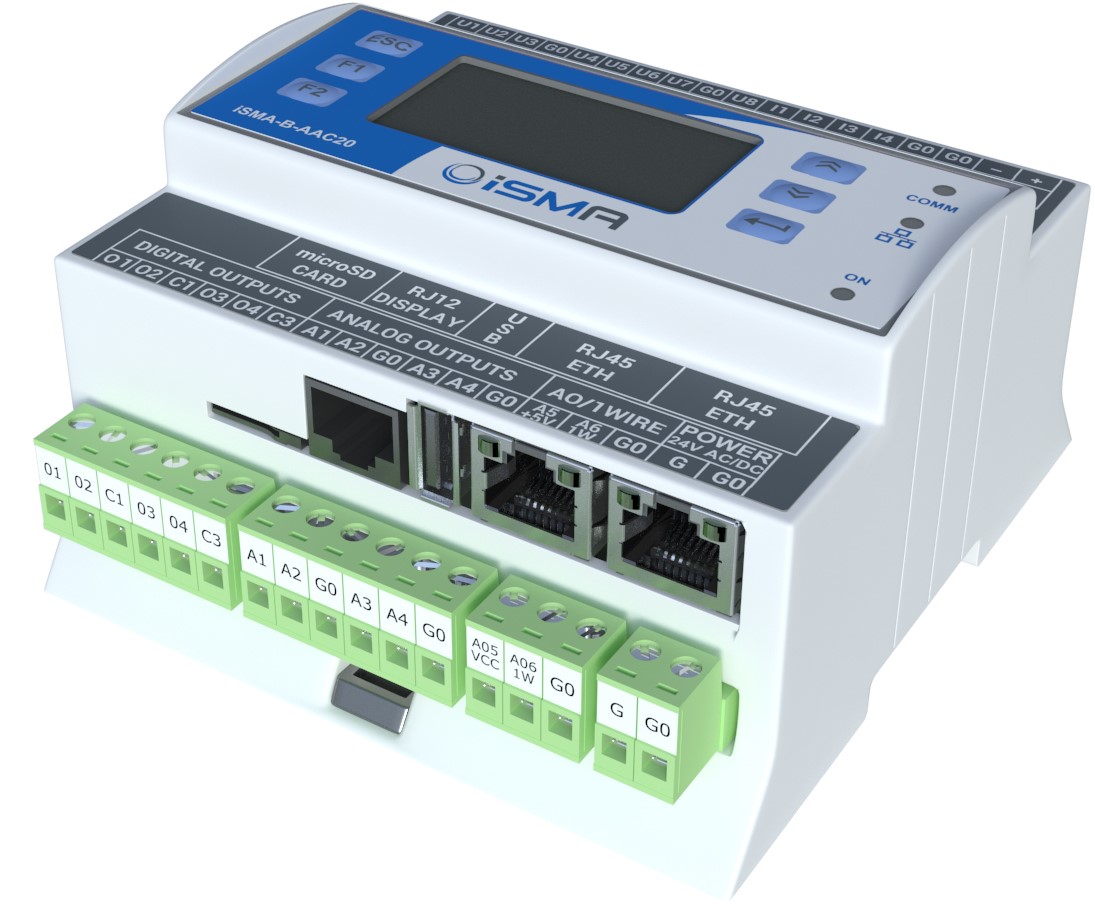 U1 U2 U3 G0 U4 U5 U6 U7 G0 U8 I1 I2 I3 I4 G0 G0 - +
ESC
F1
F2
iSMA-B-AAC20
iSMA
COMM
ON
DIGITAL OUTPUTS
O1 O2 C1 O3 O4 C3
microSD
CARD
RJ12
DISPLAY
USB
RJ45
ETH
RJ45
ETH
ANALOG OUTPUTS
A1 A2 G0 A3 A4 G0
AO/1WIRE
A5
+5V
A6
1W
G0
POWER
24V AC/DC
G G0
O1 O2 C1 O3 O4 C3
A1 A2 G0 A3 A4 G0
A05
VCC
A06
1W
G0
G G0